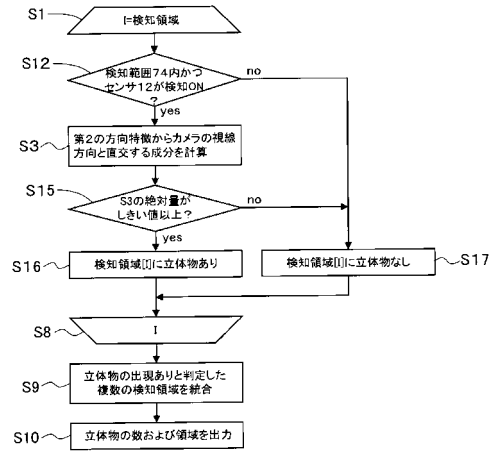 S1
I=検知領域
S12
検知範囲74内かつ
センサ12が検知ON
?
no
yes
S3
第2の方向特徴からカメラの視線
方向と直交する成分を計算
S15
S3の絶対量が
しきい値以上?
no
yes
S16
検知領域[I]に立体物あり
検知領域[I]に立体物なし
S17
S8
I
S9
立体物の出現ありと判定した
複数の検知領域を統合
S10
立体物の数および領域を出力